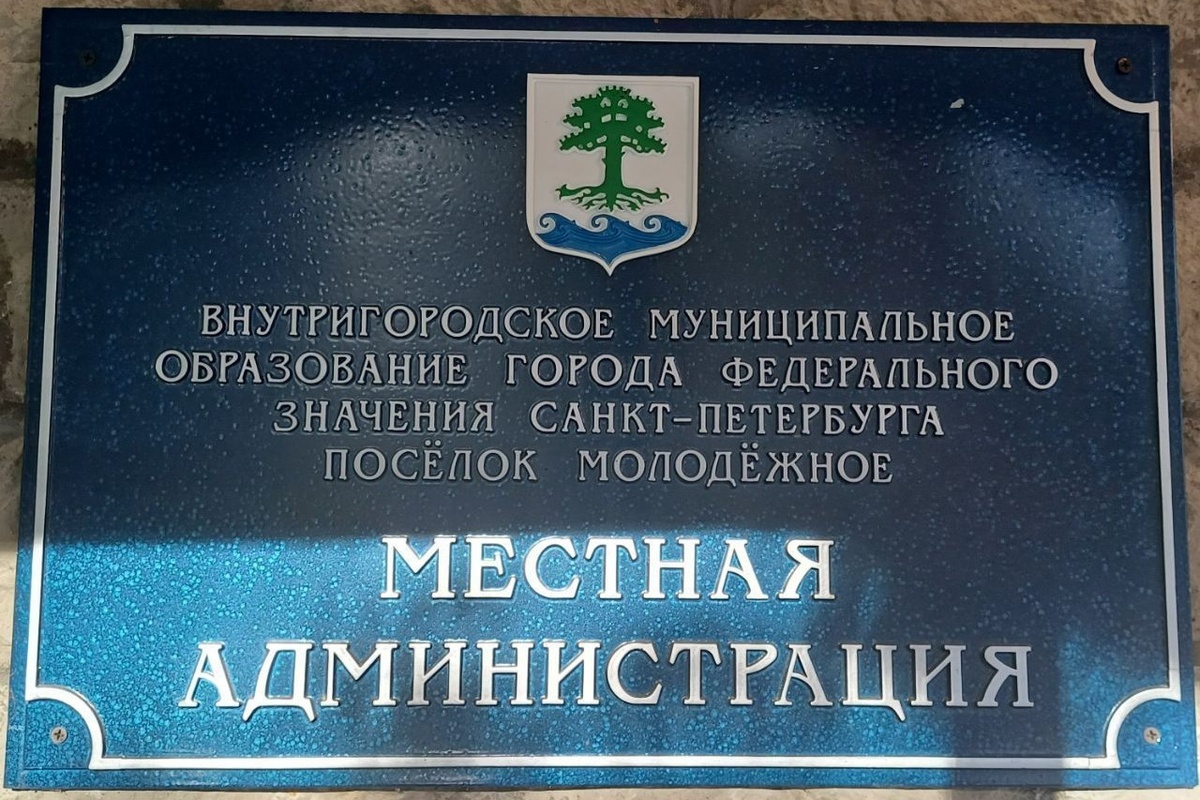 ВНУТРИГОРОДСКОЕ МУНИЦИПАЛЬНОЕ
ОБРАЗОВАНИЕ ГОРОДА ФЕДЕРАЛЬНОГО
ЗНАЧЕНИЯ САНКТ-ПЕТЕРБУРГА
ПОСЁЛОК МОЛОДЁЖНОЕ
МЕСТНАЯ
АДМИНИСТРАЦИЯ